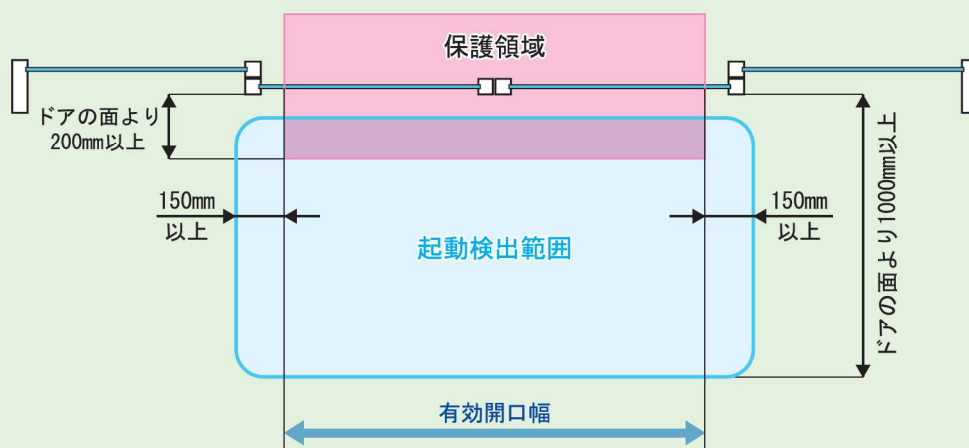 保護領域
ドアの面より
200mm以上
150mm
以上
150mm
以上
起動検出範囲
ドアの面より1000mm以上
有効開口幅